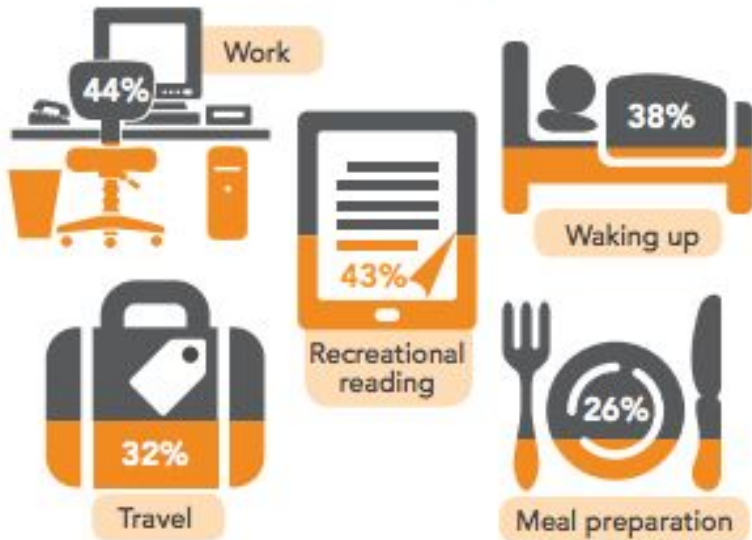 Work
44%
38%
Waking up
43%
Recreational
reading
32%
Travel
26%
Meal preparation